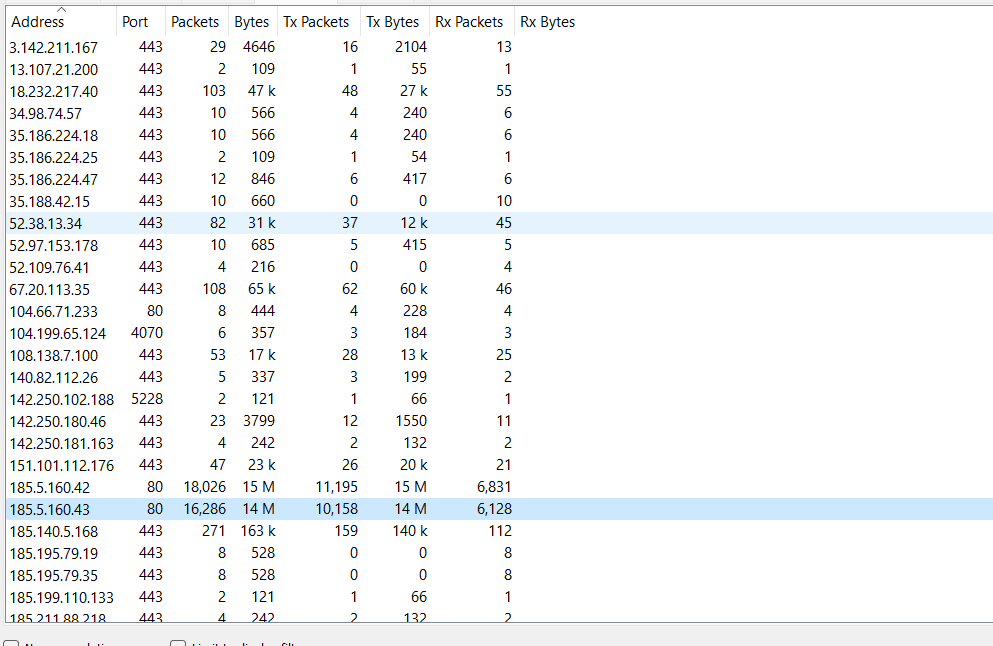 Address Port Packets Bytes Tx Packets Tx Bytes Rx Packets Rx Bytes
3.142.211.167 443 29 4646 16 2104 13
13.107.21.200 443 2 109 1 55 1
18.232.217.40 443 103 47 k 48 27 k 55
34.98.74.57 443 10 566 4 240 6
35.186.224.18 443 10 566 4 240 6
35.186.224.25 443 2 109 1 54 1
35.186.224.47 443 12 846 6 417 6
35.188.42.15 443 10 660 0 0 10
52.38.13.34 443 82 31 k 37 12 k 45
52.97.153.178 443 10 685 5 415 5
52.109.76.41 443 4 216 0 0 4
67.20.113.35 443 108 65 k 62 60 k 46
104.66.71.233 80 8 444 4 228 4
104.199.65.124 4070 6 357 3 184 3
108.138.7.100 443 53 17 k 28 13 k 25
140.82.112.26 443 5 337 3 199 2
142.250.102.188 5228 2 121 1 66 1
142.250.180.46 443 23 3799 12 1550 11
142.250.181.163 443 4 242 2 132 2
151.101.112.176 443 47 23 k 26 20 k 21
185.5.160.42 80 18,026 15 M 11,195 15 M 6,831
185.5.160.43 80 16,286 14 M 10,158 14 M 6,128
185.140.5.168 443 271 163 k 159 140 k 112
185.195.79.19 443 8 528 0 0 8
185.195.79.35 443 8 528 0 0 8
185.199.110.133 443 2 121 1 66 1
185.211.88.218 443 4 242 2 132 2